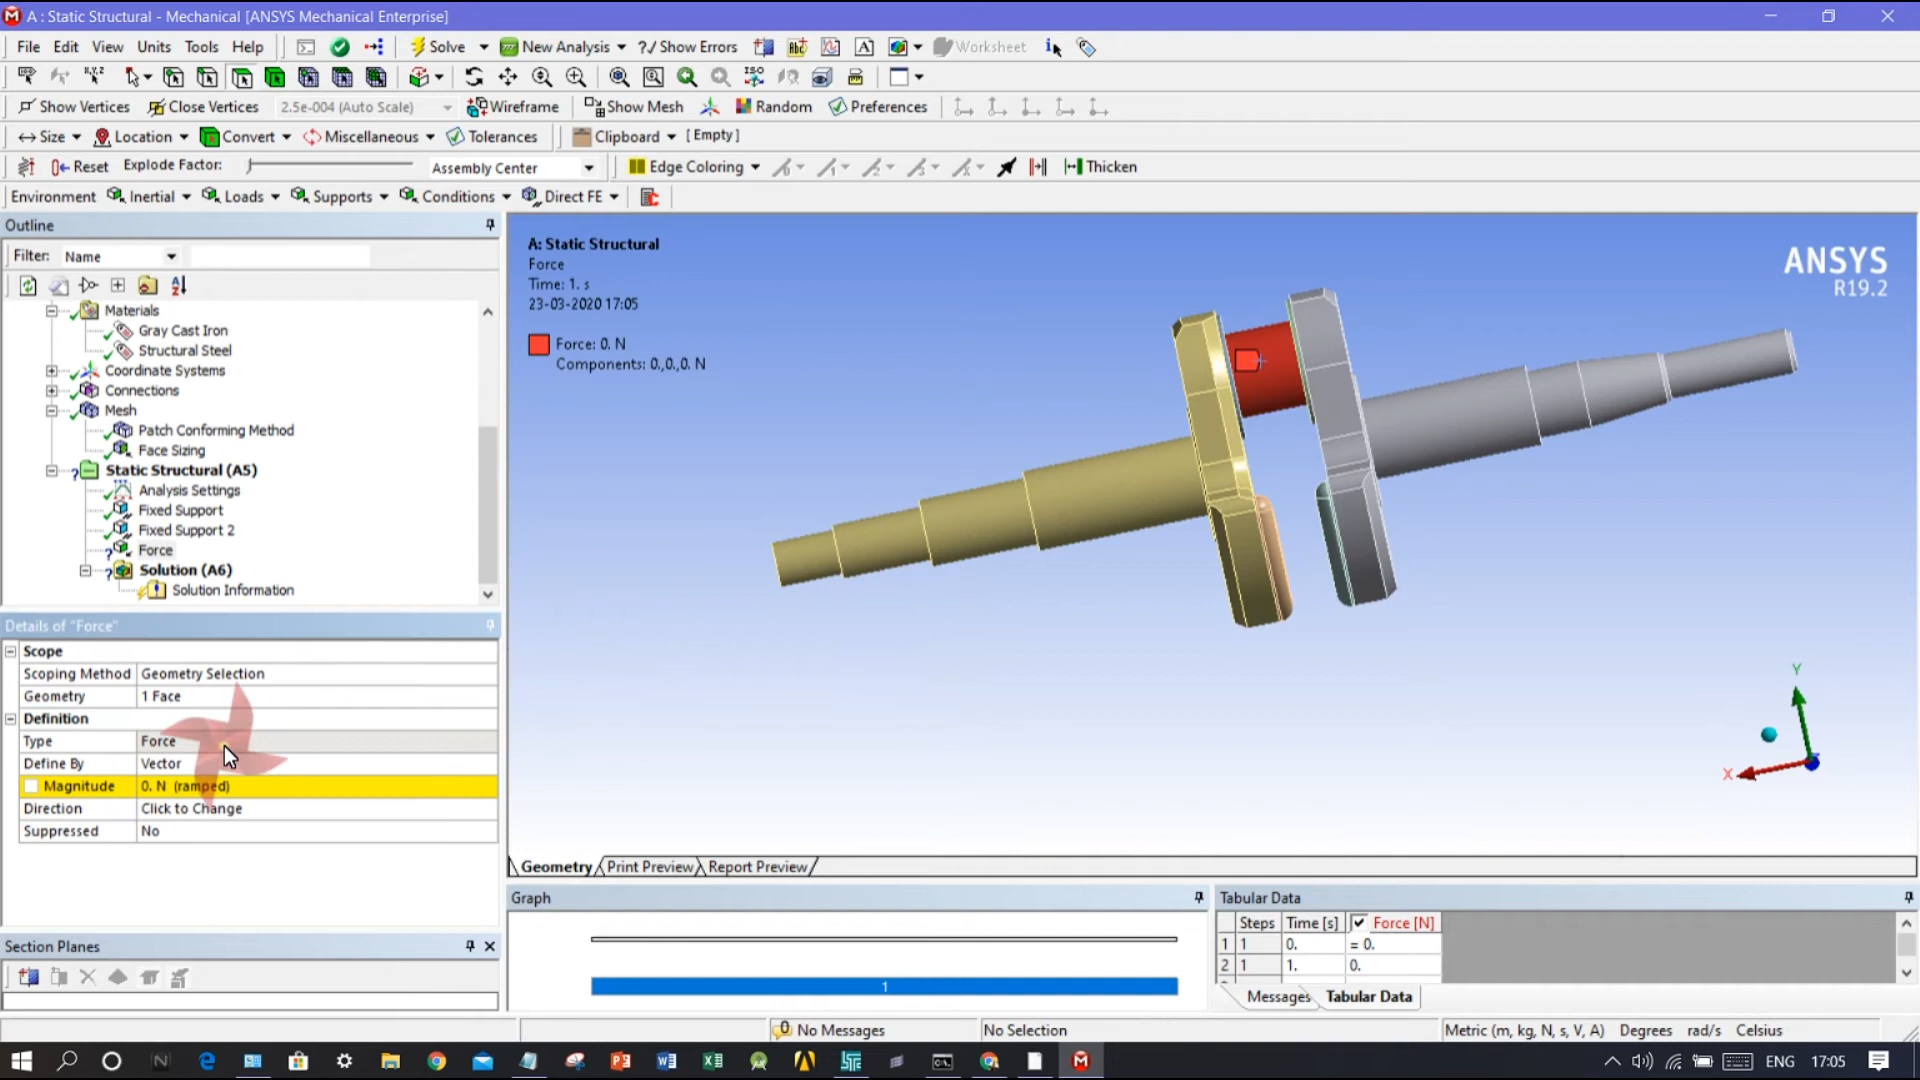 A : Static Structural - Mechanical [ANSYS Mechanical Enterprise]
File Edit View Units Tools Help Solve New Analysis ?/ Show Errors Worksheet
Show Vertices Close Vertices 2.5e-004 (Auto Scale) Wireframe Show Mesh Random Preferences
Size Location Convert Miscellaneous Tolerances Clipboard [ Empty ]
Reset Explode Factor: Assembly Center Edge Coloring Thicken
Environment Inertial Loads Supports Conditions Direct FE
Outline
Filter: Name
Materials
Gray Cast Iron
Structural Steel
Coordinate Systems
Connections
Mesh
Patch Conforming Method
Face Sizing
Static Structural (A5)
Analysis Settings
Fixed Support
Fixed Support 2
Force
Solution (A6)
Solution Information
Details of "Force"
Scope
Scoping Method Geometry Selection
Geometry 1 Face
Definition
Type Force
Define By Vector
Magnitude 0. N (ramped)
Direction Click to Change
Suppressed No
Section Planes
A: Static Structural
Force
Time: 1. s
23-03-2020 17:05
Force: 0. N
Components: 0.,0.,0. N
ANSYS
R19.2
Y
X
Geometry Print Preview Report Preview
Graph
1
Tabular Data
Steps Time [s] Force [N]
1 1 0. = 0.
2 1 1. 0.
Messages Tabular Data
No Messages No Selection Metric (m, kg, N, s, V, A) Degrees rad/s Celsius
ENG 17:05